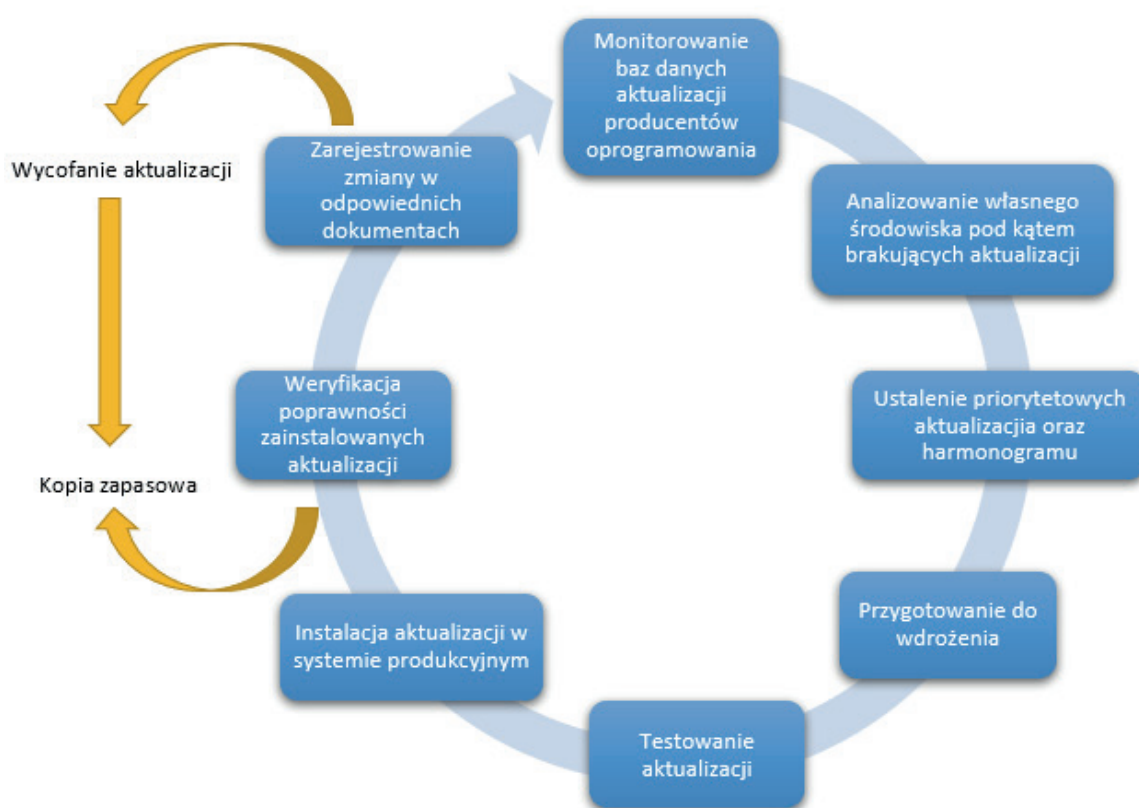 Monitorowanie
baz danych
aktualizacji
producentów
oprogramowania
Analizowanie własnego
środowiska pod kątem
brakujących aktualizacji
Ustalenie priorytetowych
aktualizacjia oraz
harmonogramu
Przygotowanie do
wdrożenia
Testowanie
aktualizacji
Instalacja aktualizacji w
systemie produkcyjnym
Weryfikacja
poprawności
zainstalowanych
aktualizacji
Zarejestrowanie
zmiany w
odpowiednich
dokumentach
Wycofanie aktualizacji
Kopia zapasowa